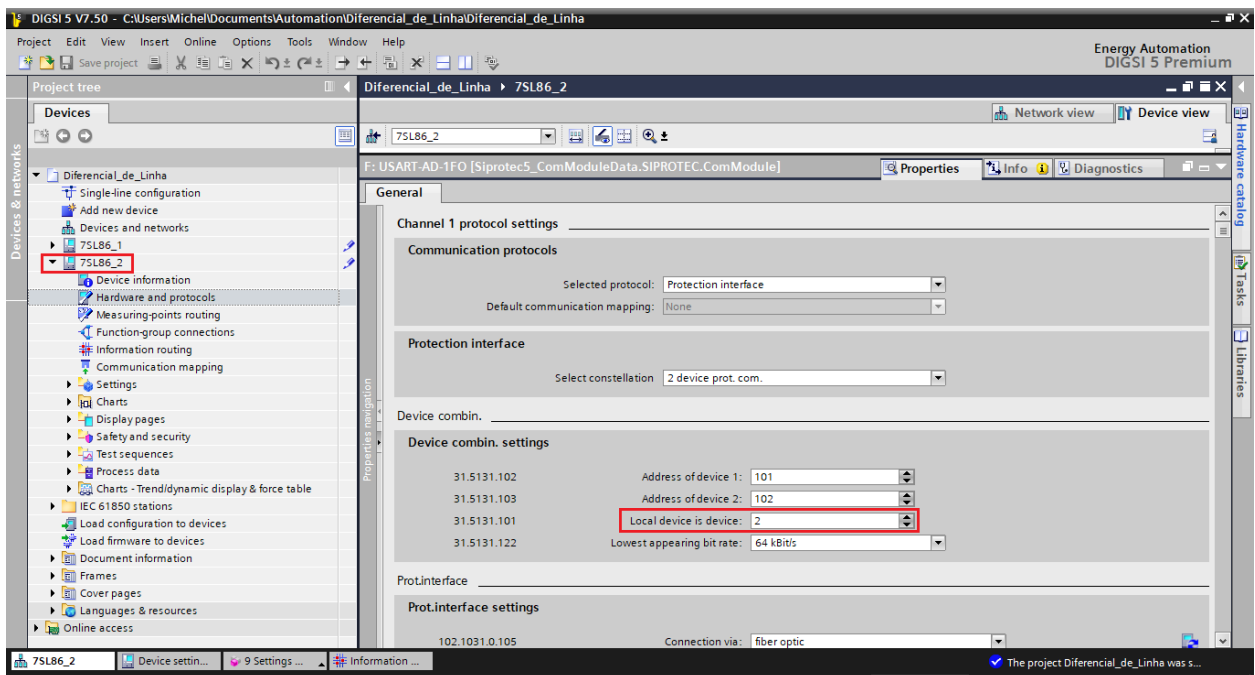 DIGSI 5 V7.50 - C:\Users\Michel\Documents\Automation\Diferencial_de_Linha\Diferencial_de_Linha
Project Edit View Insert Online Options Tools Window Help
Energy Automation
DIGSI 5 Premium
Save project
Project tree
Diferencial_de_Linha 7SL86_2
Devices
Network view Device view
7SL86_2
F: USART-AD-1FO [Siprotec5_ComModuleData.SIPROTEC.ComModule]
Properties Info Diagnostics
Devices & networks
Diferencial_de_Linha
Single-line configuration
Add new device
Devices and networks
7SL86_1
7SL86_2
Device information
Hardware and protocols
Measuring-points routing
Function-group connections
Information routing
Communication mapping
Settings
Charts
Display pages
Safety and security
Test sequences
Process data
Charts - Trend/dynamic display & force table
IEC 61850 stations
Load configuration to devices
Load firmware to devices
Document information
Frames
Cover pages
Languages & resources
Online access
Properties navigation
General
Channel 1 protocol settings
Communication protocols
Selected protocol: Protection interface
Default communication mapping: None
Protection interface
Select constellation 2 device prot. com.
Device combin.
Device combin. settings
31.5131.102 Address of device 1: 101
31.5131.103 Address of device 2: 102
31.5131.101 Local device is device: 2
31.5131.122 Lowest appearing bit rate: 64 kBit/s
Prot.interface
Prot.interface settings
102.1031.0.105 Connection via: fiber optic
Hardware catalog
Tasks
Libraries
7SL86_2 Device settin... 9 Settings ... Information ...
The project Diferencial_de_Linha was s...